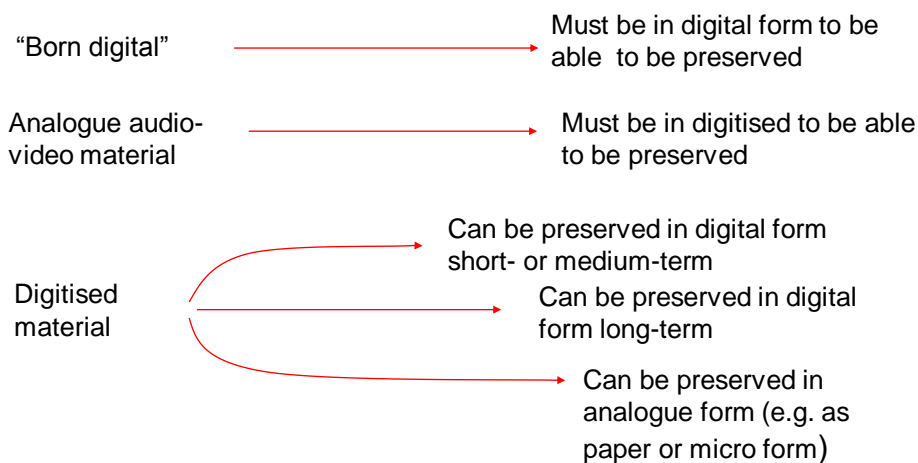 “Born digital”
Must be in digital form to be
able to be preserved
Analogue audio-
video material
Must be in digitised to be able
to be preserved
Digitised
material
Can be preserved in digital form
short- or medium-term
Can be preserved in digital
form long-term
Can be preserved in
analogue form (e.g. as
paper or micro form)